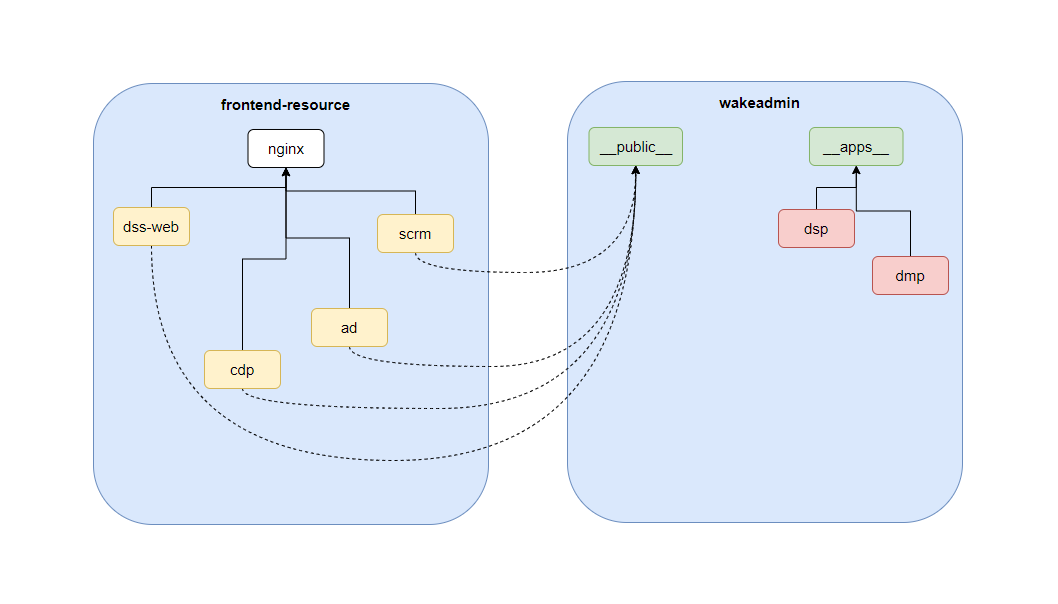 frontend-resource
nginx
dss-web
scrm
ad
cdp
wakeadmin
__public__
__apps__
dsp
dmp